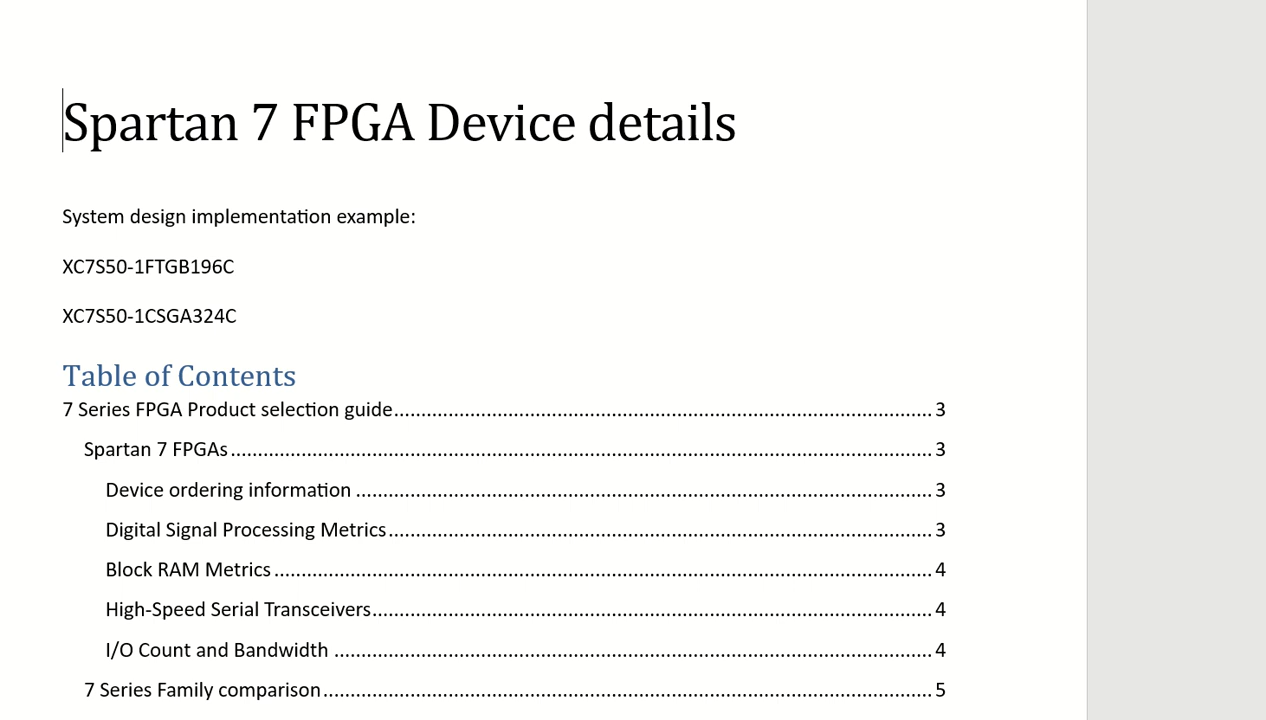 Spartan 7 FPGA Device details
System design implementation example:
XC7S50-1FTGB196C
XC7S50-1CSGA324C
Table of Contents
7 Series FPGA Product selection guide 3
Spartan 7 FPGAs 3
Device ordering information 3
Digital Signal Processing Metrics 3
Block RAM Metrics 4
High-Speed Serial Transceivers 4
I/O Count and Bandwidth 4
7 Series Family comparison 5